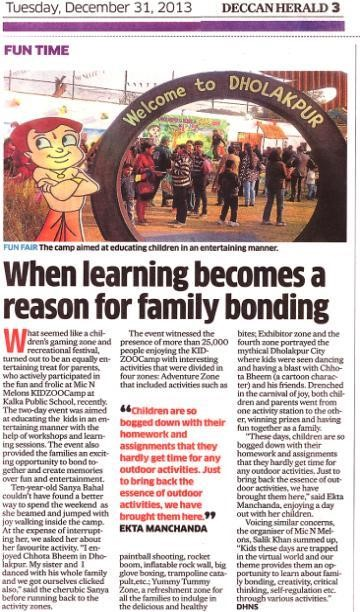 Tuesday, December 31, 2013
DECCAN HERALD 3
FUN TIME
Welcome to DHOLAKPUR
FUN FAIR The camp aimed at educating children in an entertaining manner.
When learning becomes a
reason for family bonding
What seemed like a chil-
dren's gaming zone and
recreational festival,
turned out to be an equally en-
tertaining treat for parents,
who actively participated in
the fun and frolic at Mic N
Melons KIDZOOCamp at
Kalka Public School, recently.
The two-day event was aimed
at educating the kids in an en-
tertaining manner with the
help of workshops and learn-
ing sessions. The event also
provided the families an excit-
ing opportunity to bond to-
gether and create memories
over fun and entertainment.
Ten-year-old Sanya Bahal
couldn't have found a better
way to spend the weekend as
she beamed and jumped with
joy walking inside the camp.
At the expense of interrupt-
ing her, we asked her about
her favourite activity. "I en-
joyed Chhota Bheem in Dho-
lakpur. My sister and I
danced with his whole family
and we got ourselves clicked
also," said the cherubic Sanya
before running back to the
activity zones.
The event witnessed the
presence of more than 25,000
people enjoying the KID-
ZOOCamp with interesting
activities that were divided in
four zones: Adventure Zone
that included activities such as
"Children are so
bogged down with their
homework and
assignments that they
hardly get time for any
outdoor activities. Just
to bring back the
essence of outdoor
activities, we have
brought them here."
EKTA MANCHANDA
paintball shooting, rocket
boom, inflatable rock wall, big
glove boxing, trampoline cata-
pult,etc.; Yummy Tummy
Zone, a refreshment zone for
all the families to indulge in
the delicious and healthy
bites; Exhibitor zone and the
fourth zone portrayed the
mythical Dholakpur City
where kids were seen dancing
and having a blast with Chho-
ta Bheem (a cartoon charac-
ter) and his friends. Drenched
in the carnival of joy, both chil-
dren and parents went from
one activity station to the oth-
er, winning prizes and having
fun together as a family.
"These days, children are so
bogged down with their
homework and assignments
that they hardly get time for
any outdoor activities. Just to
bring back the essence of out-
door activities, we have
brought them here," said Ekta
Manchanda, enjoying a day
out with her children.
Voicing similar concerns,
the organiser of Mic N Mel-
ons, Salik Khan summed up,
"Kids these days are trapped
in the virtual world and our
theme provides them an op-
portunity to learn about fami-
ly bonding, creativity, critical
thinking, self-regulation etc.
through various activities."
DHNS